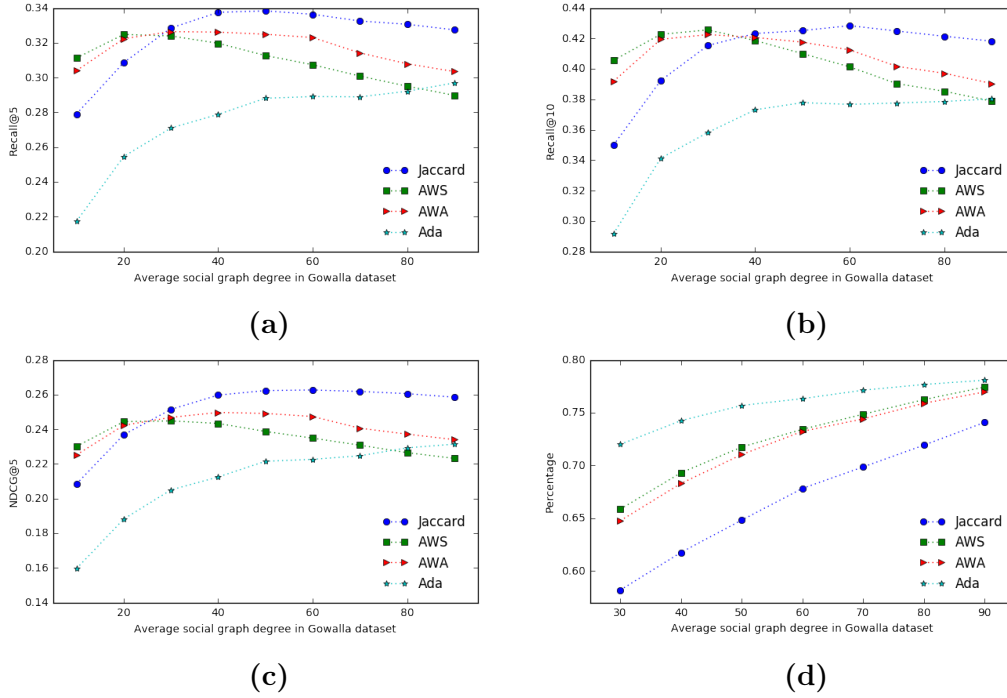 0.34
0.32
0.30
0.28
0.26
0.24
0.22
0.20
Recall@5
Jaccard
AWS
AWA
Ada
20 40 60 80
Average social graph degree in Gowalla dataset
(a)
0.44
0.42
0.40
0.38
0.36
0.34
0.32
0.30
0.28
Recall@10
Jaccard
AWS
AWA
Ada
20 40 60 80
Average social graph degree in Gowalla dataset
(b)
0.28
0.26
0.24
0.22
0.20
0.18
0.16
0.14
NDCG@5
Jaccard
AWS
AWA
Ada
20 40 60 80
Average social graph degree in Gowalla dataset
(c)
0.80
0.75
0.70
0.65
0.60
Percentage
Jaccard
AWS
AWA
Ada
30 40 50 60 70 80 90
Average social graph degree in Gowalla dataset
(d)